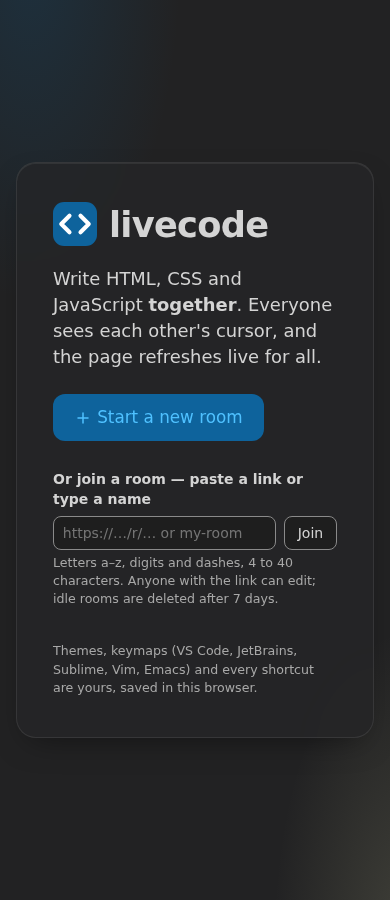 livecode
Write HTML, CSS and
JavaScript together. Everyone
sees each other's cursor, and
the page refreshes live for all.
+ Start a new room
Or join a room — paste a link or
type a name
https://…/r/… or my-room
Join
Letters a–z, digits and dashes, 4 to 40
characters. Anyone with the link can edit;
idle rooms are deleted after 7 days.
Themes, keymaps (VS Code, JetBrains,
Sublime, Vim, Emacs) and every shortcut
are yours, saved in this browser.